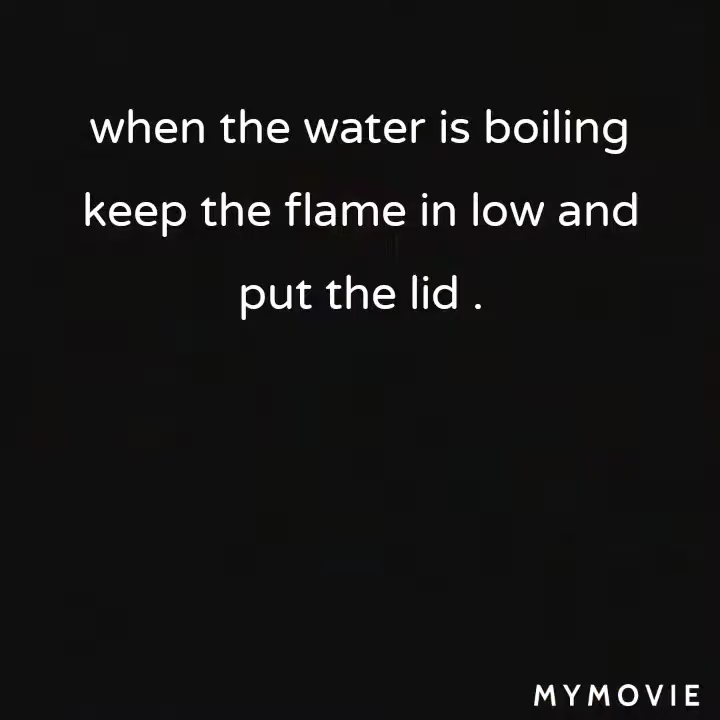 when the water is boiling
keep the flame in low and
put the lid .
MYMOVIE